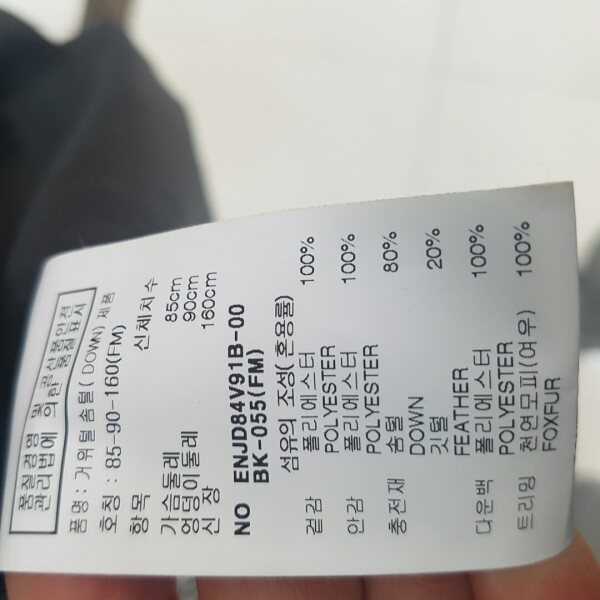 품질경영 및 공산품안전
관리법에 의한 품질표시
품명 : 거위털솜털( DOWN) 제품
호칭 : 85-90-160(FM)
항목 신체치수
가슴둘레 85cm
엉덩이둘레 90cm
신장 160cm
NO ENJD84V91B-00
BK-055(FM)
섬유의 조성( 혼용률)
겉감 폴리에스터 100%
POLYESTER
안감 폴리에스터 100%
POLYESTER
충전재 솜털 80%
DOWN
깃털 20%
FEATHER
다운백 폴리에스터 100%
POLYESTER
트리밍 천연모피(여우) 100%
FOXFUR